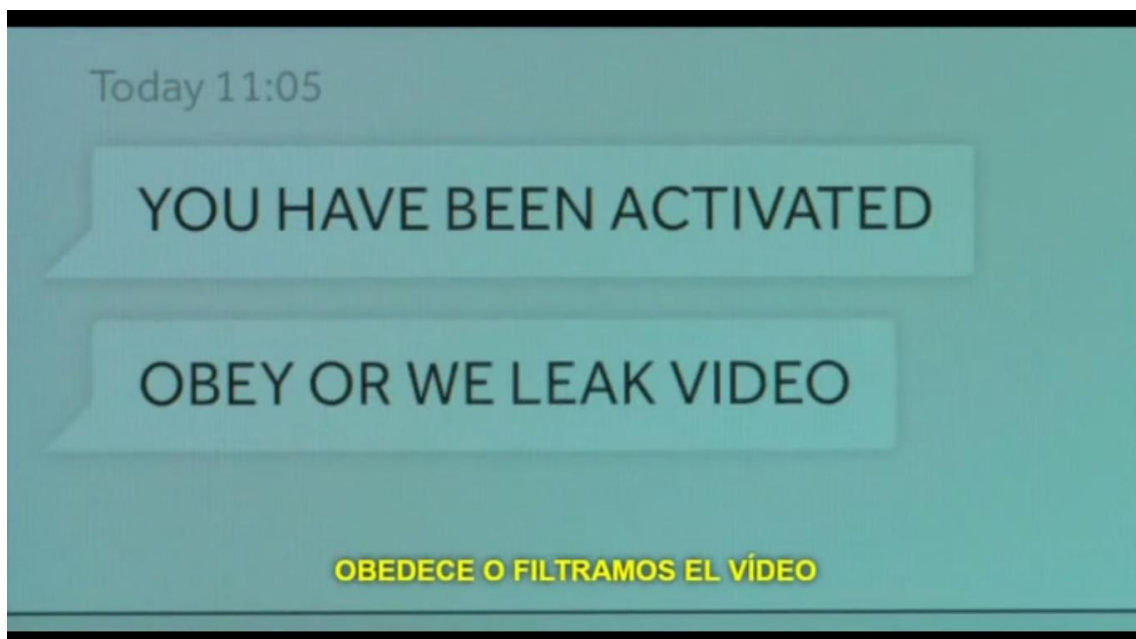 Today 11:05
YOU HAVE BEEN ACTIVATED
OBEY OR WE LEAK VIDEO
OBEDECE O FILTRAMOS EL VÍDEO